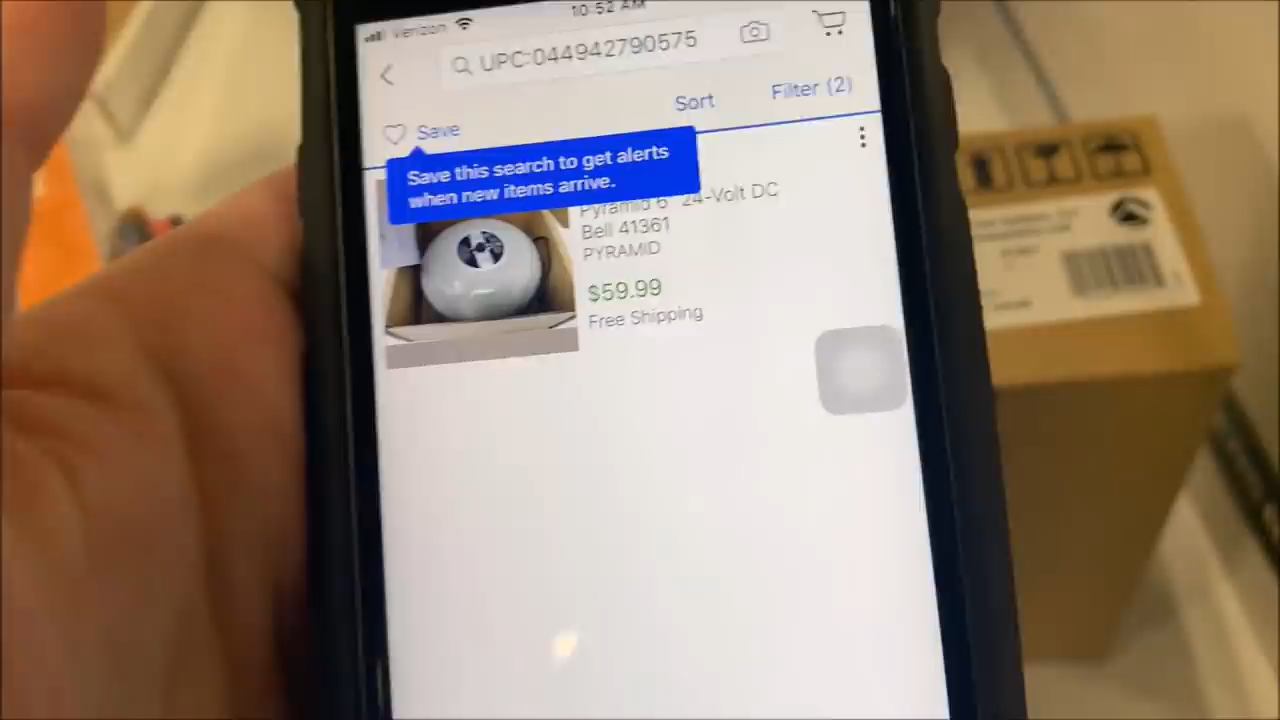 verizon
10:52 AM
UPC:044942790575
Sort
Filter (2)
Save
Save this search to get alerts
when new items arrive.
Pyramid 6" 24-Volt DC
Bell 41361
PYRAMID
$59.99
Free Shipping